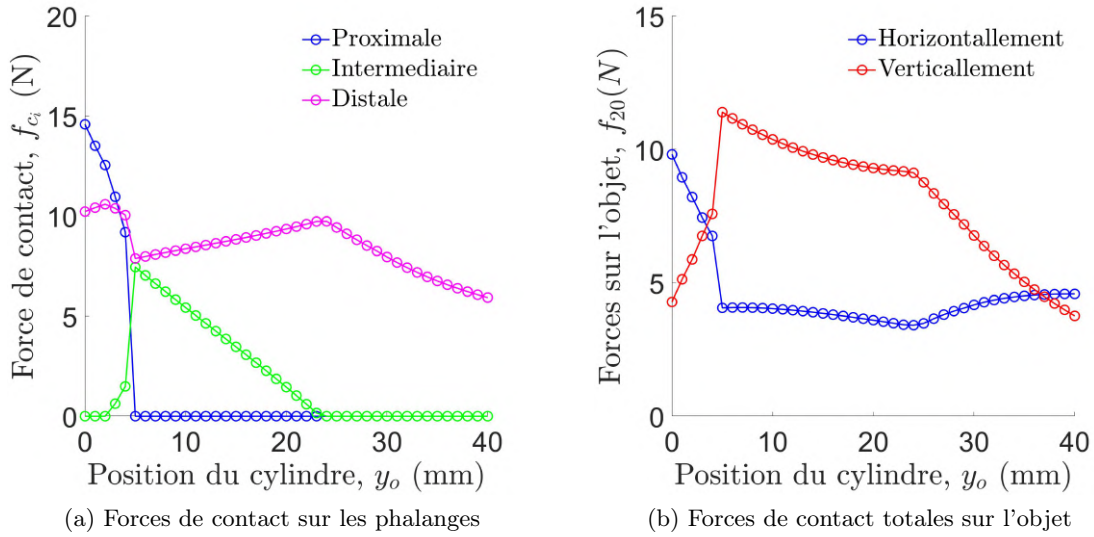 20
15
10
5
0
Force de contact, f_{c_i} (N)
Proximale
Intermediaire
Distale
0 10 20 30 40
Position du cylindre, y_o (mm)
(a) Forces de contact sur les phalanges
15
10
5
0
Forces sur l'objet, f_{20}(N)
Horizontallement
Verticallement
0 10 20 30 40
Position du cylindre, y_o (mm)
(b) Forces de contact totales sur l'objet